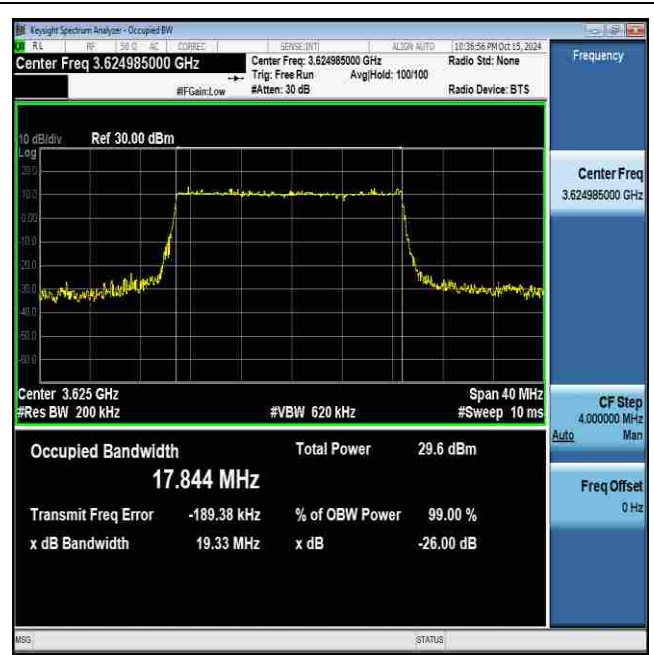 Keysight Spectrum Analyzer - Occupied BW
RL RF 50 Ω AC CORREC SENSE:INT ALIGN AUTO 10:36:56 PM Oct 15, 2024
Center Freq 3.624985000 GHz
Center Freq: 3.624985000 GHz
Radio Std: None
Trig: Free Run Avg|Hold: 100/100
#IFGain:Low
#Atten: 30 dB
Radio Device: BTS
Frequency
10 dB/div Ref 30.00 dBm
Log
20.0
10.0
0.00
-10.0
-20.0
-30.0
-40.0
-50.0
-60.0
Center 3.625 GHz
Span 40 MHz
#Res BW 200 kHz
#VBW 620 kHz
#Sweep 10 ms
Center Freq
3.624985000 GHz
CF Step
4.000000 MHz
Auto Man
Freq Offset
0 Hz
Occupied Bandwidth
17.844 MHz
Total Power 29.6 dBm
Transmit Freq Error -189.38 kHz
% of OBW Power 99.00 %
x dB Bandwidth 19.33 MHz
x dB -26.00 dB
MSG
STATUS